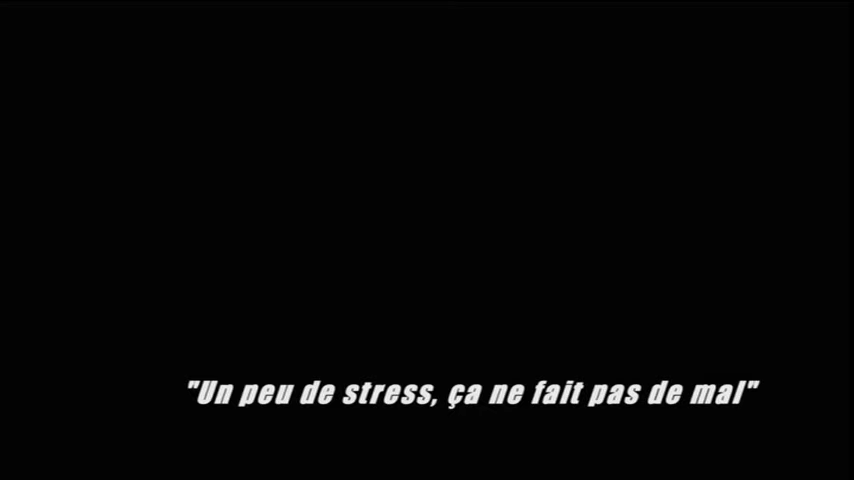 "Un peu de stress, ça ne fait pas de mal"